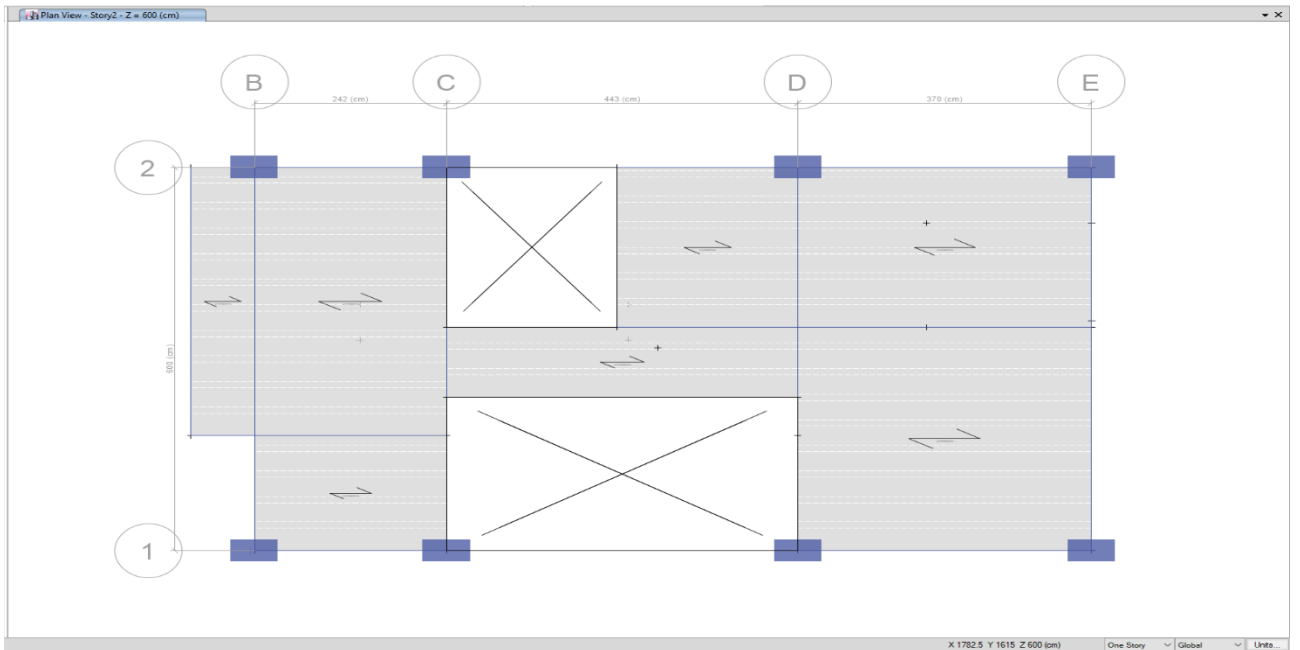 Plan View - Story2 - Z = 600 (cm)
B
C
D
E
242 (cm)
443 (cm)
370 (cm)
2
600 (cm)
1
X 1782.5 Y 1615 Z 600 (cm)
One Story
Global
Units...